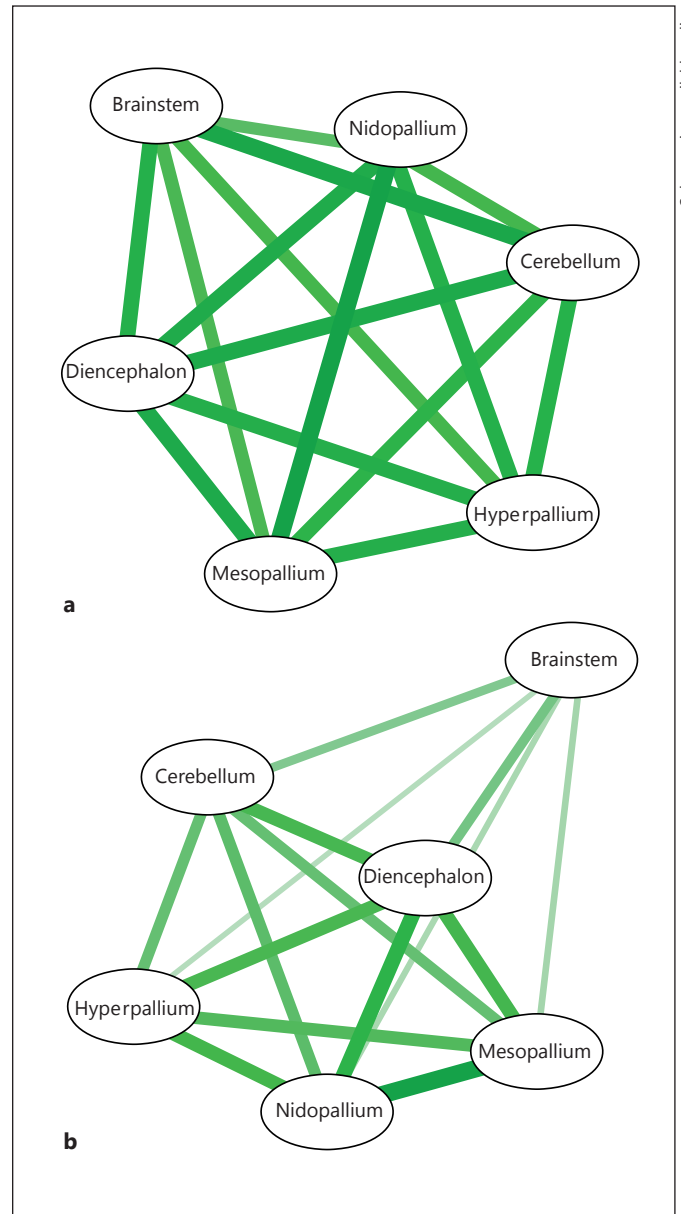 Brainstem
Nidopallium
Cerebellum
Diencephalon
Hyperpallium
Mesopallium
a
Brainstem
Cerebellum
Diencephalon
Hyperpallium
Mesopallium
Nidopallium
b